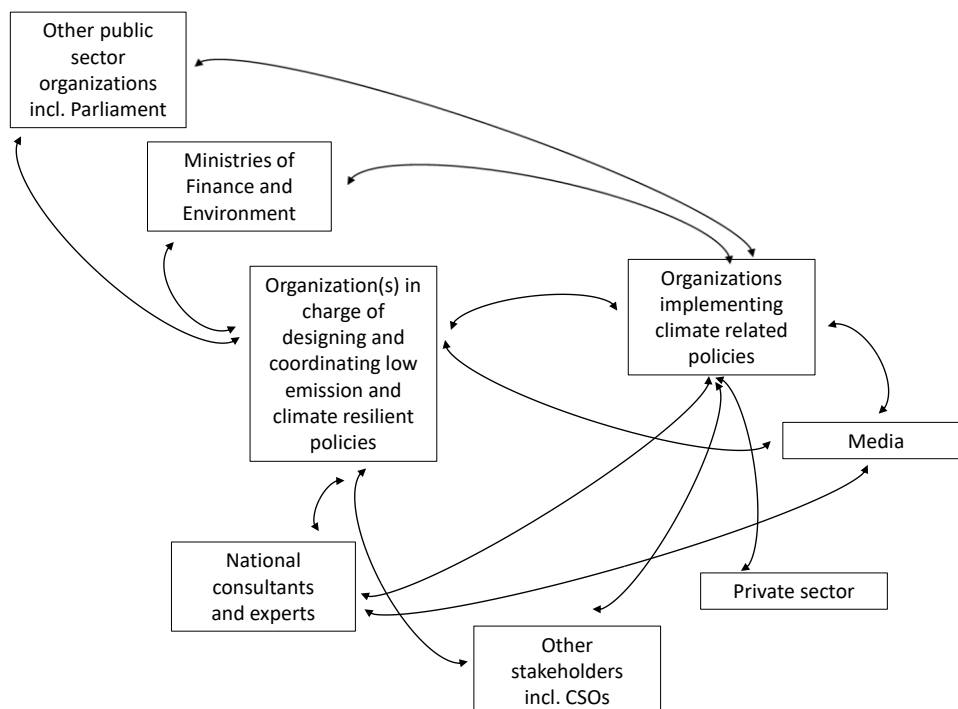 Other public
sector
organizations
incl. Parliament
Ministries of
Finance and
Environment
Organization(s) in
charge of
designing and
coordinating low
emission and
climate resilient
policies
Organizations
implementing
climate related
policies
Media
National
consultants
and experts
Private sector
Other
stakeholders
incl. CSOs